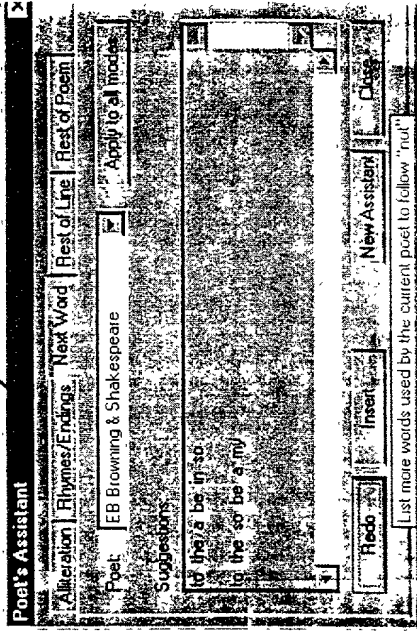 Poet's Assistant
Alliteration Rhymes/Endings Next Word Rest of Line Rest of Poem
Poet: EB Browning & Shakespeare Apply to all modes
Suggestions:
to the a be in so
to the so be a my
Redo Insert New Assistant Close
List more words used by the current poet to follow "nut"